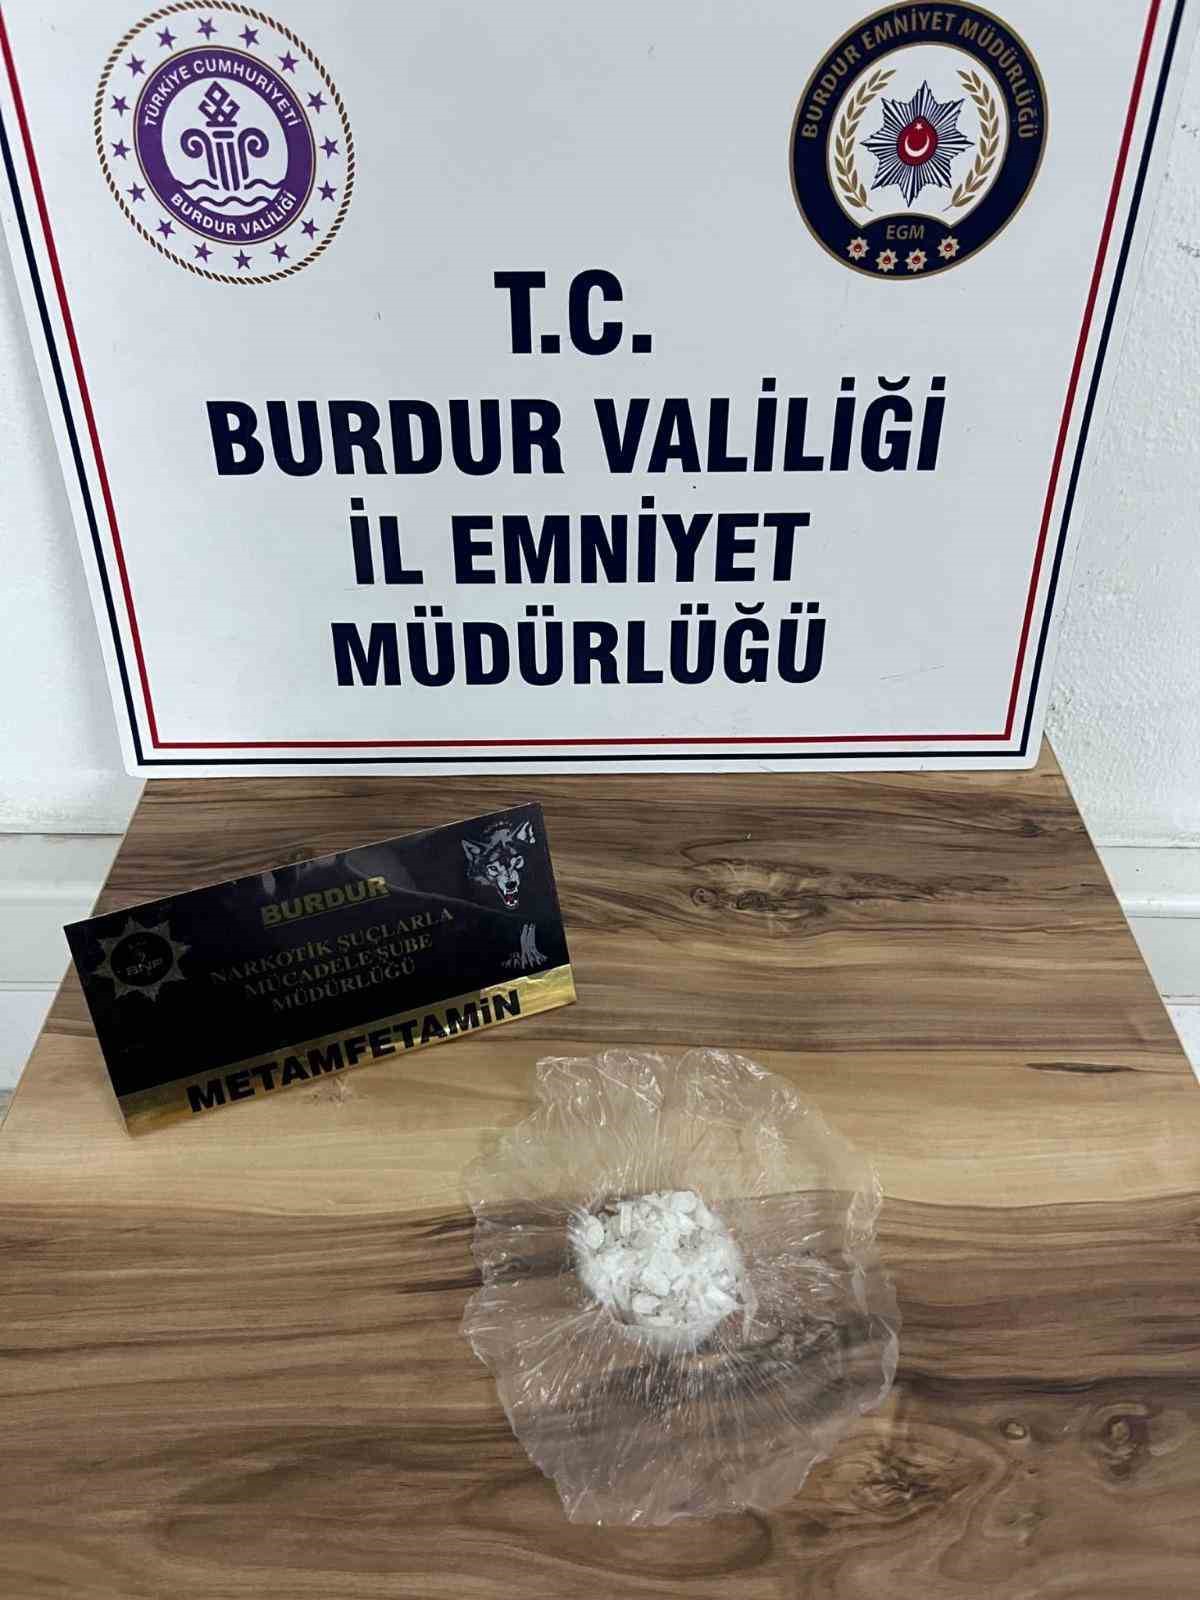 TÜRKİYE CUMHURİYETİ
BURDUR VALİLİĞİ
BURDUR EMNİYET MÜDÜRLÜĞÜ
EGM
T.C.
BURDUR VALİLİĞİ
İL EMNİYET
MÜDÜRLÜĞÜ
BURDUR
NARKOTİK SUÇLARLA
MÜCADELE ŞUBE
MÜDÜRLÜĞÜ
METAMFETAMİN